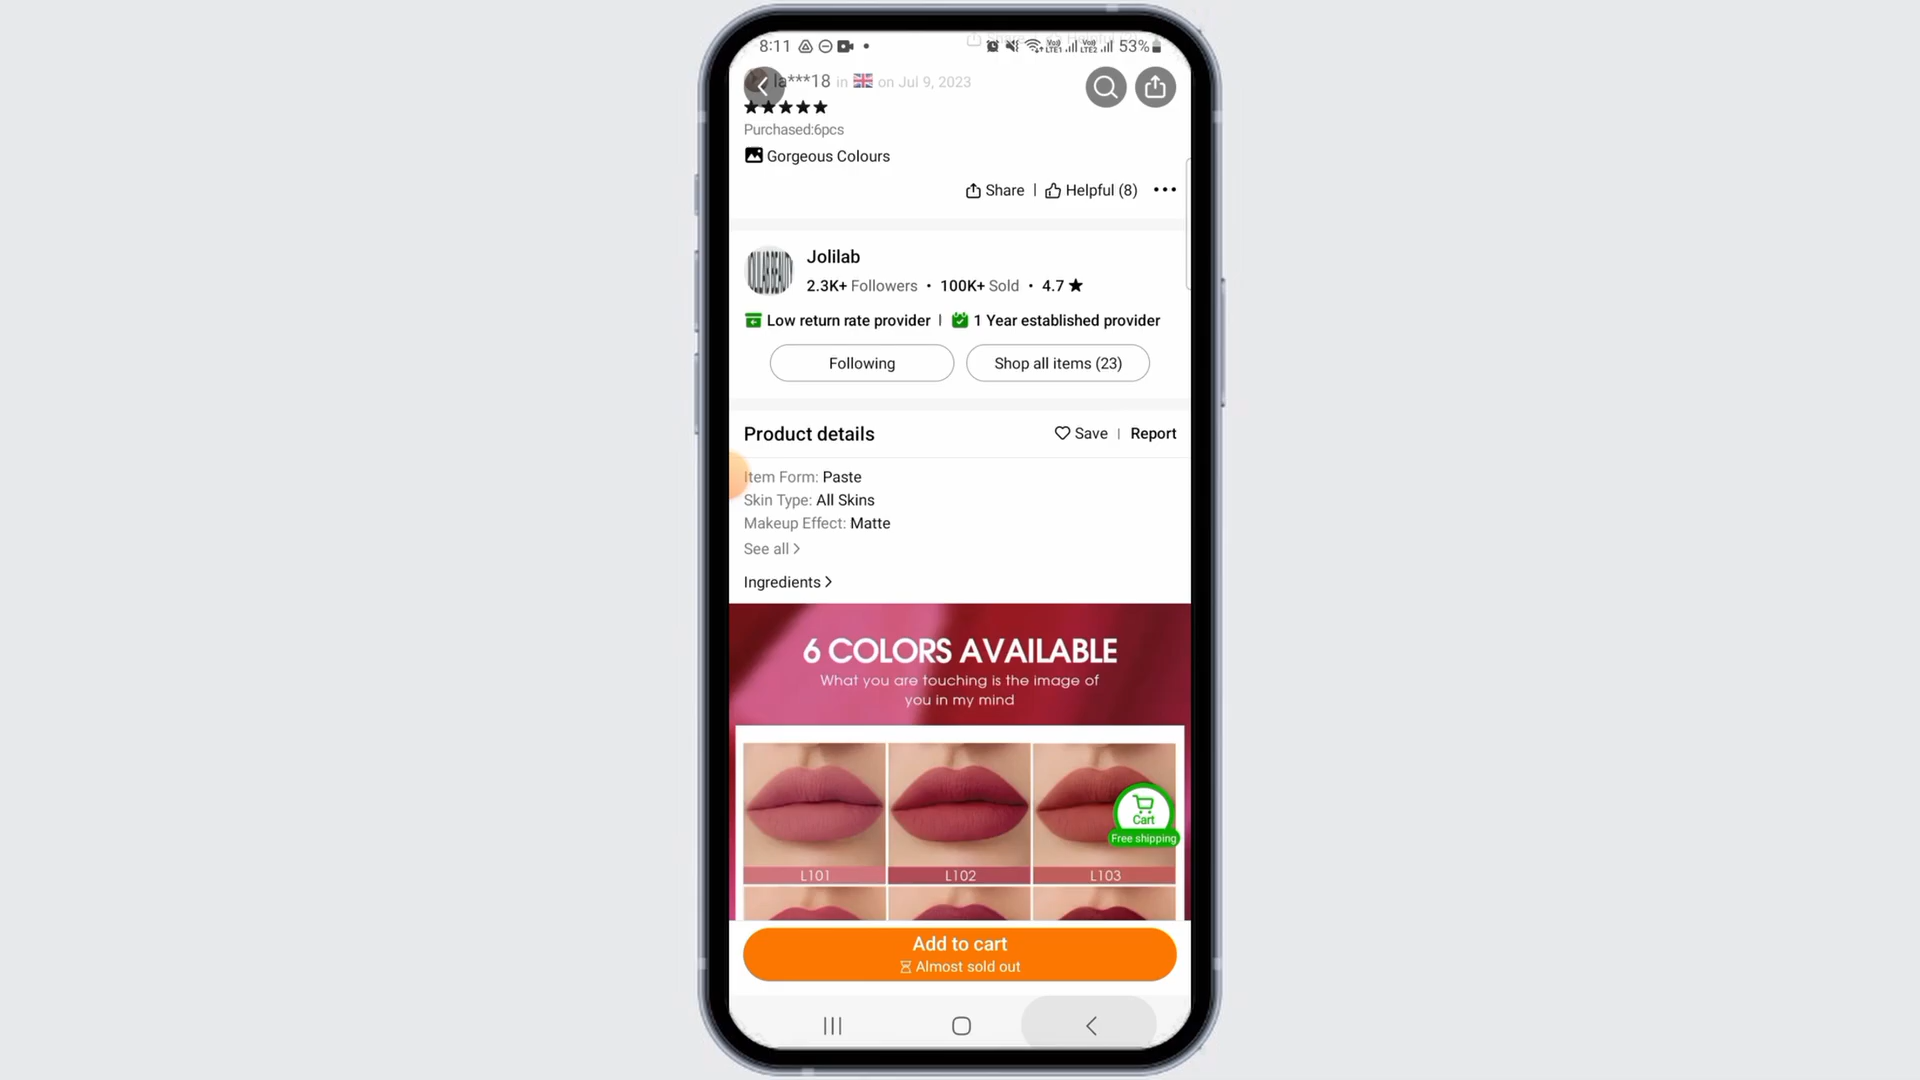 8:11
53%
la***18 in on Jul 9, 2023
Purchased:6pcs
Gorgeous Colours
Share | Helpful (8)
Jolilab
2.3K+ Followers • 100K+ Sold • 4.7 ★
Low return rate provider | 1 Year established provider
Following
Shop all items (23)
Product details
Save | Report
Item Form: Paste
Skin Type: All Skins
Makeup Effect: Matte
See all >
Ingredients >
6 COLORS AVAILABLE
What you are touching is the image of
you in my mind
Cart
Free shipping
L101
L102
L103
Add to cart
Almost sold out